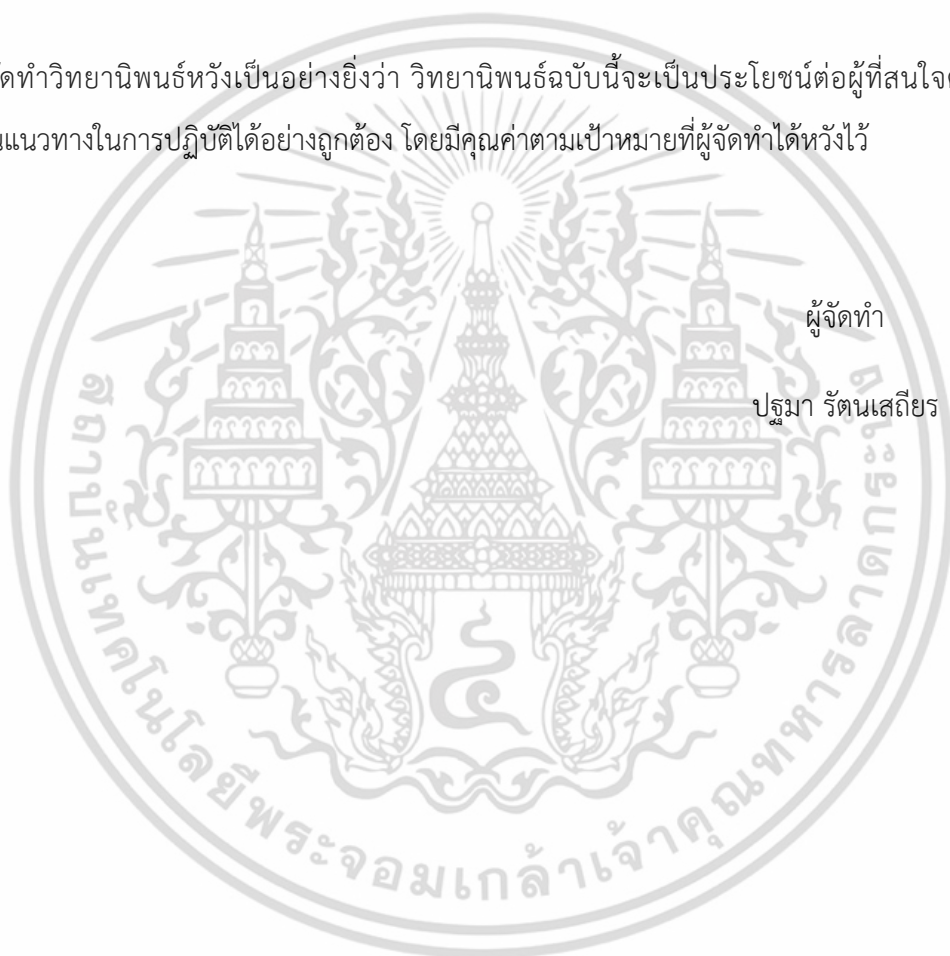 ัดทำวิทยานิพนธ์หวังเป็นอย่างยิ่งว่า วิทยานิพนธ์ฉบับนี้จะเป็นประโยชน์ต่อผู้ที่สนใจ
แนวทางในการปฏิบัติได้อย่างถูกต้อง โดยมีคุณค่าตามเป้าหมายที่ผู้จัดทำได้หวังไว้
ผู้จัดทำ
ปฐมา รัตนเสถียร
สถาบันเทคโนโลยีพระจอมเกล้าเจ้าคุณทหารลาดกระบัง
๔